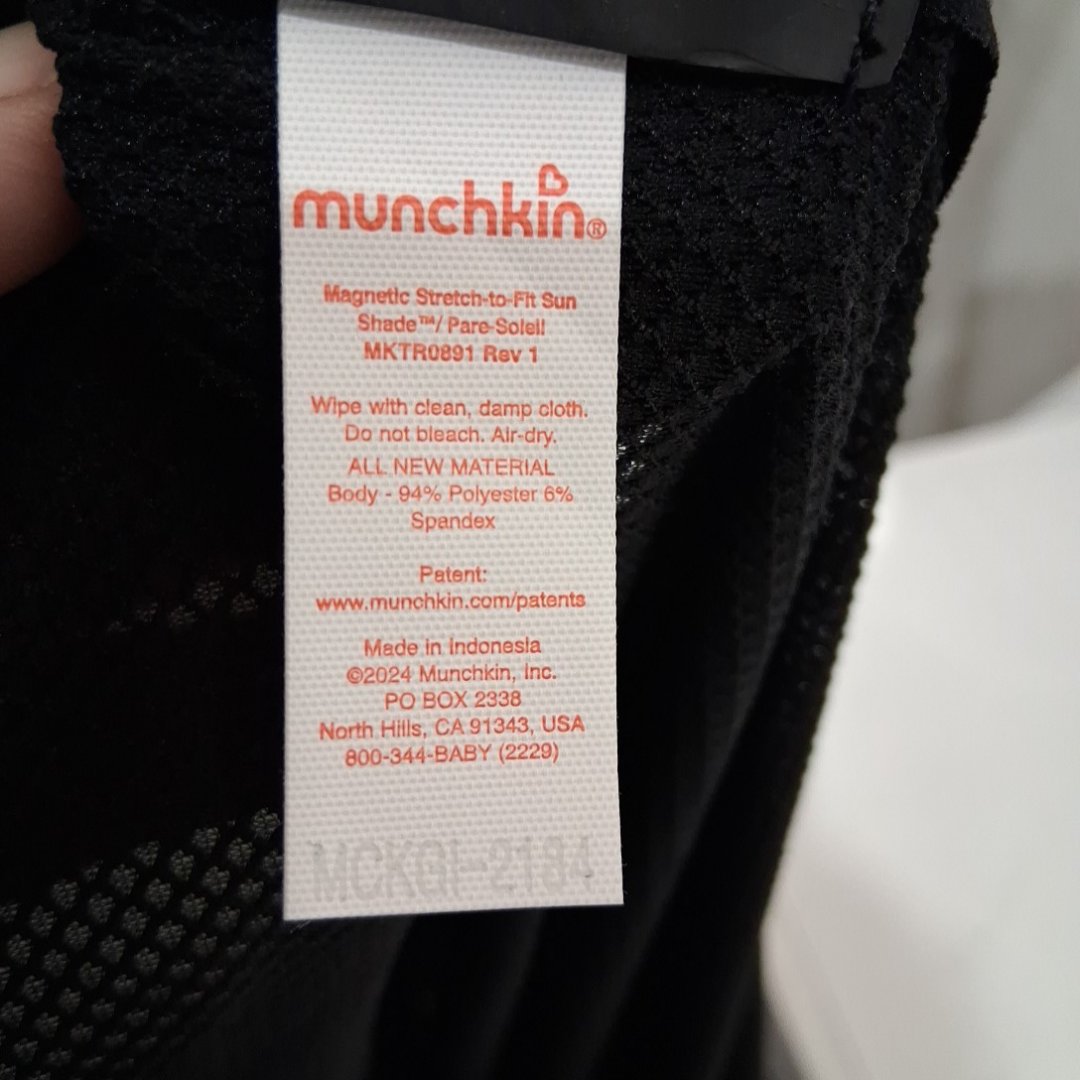 munchkin®
Magnetic Stretch-to-Fit Sun
Shade™/ Pare-Soleil
MKTR0891 Rev 1
Wipe with clean, damp cloth.
Do not bleach. Air-dry.
ALL NEW MATERIAL
Body - 94% Polyester 6%
Spandex
Patent:
www.munchkin.com/patents
Made in Indonesia
©2024 Munchkin, Inc.
PO BOX 2338
North Hills, CA 91343, USA
800-344-BABY (2229)
MCKGI-2184